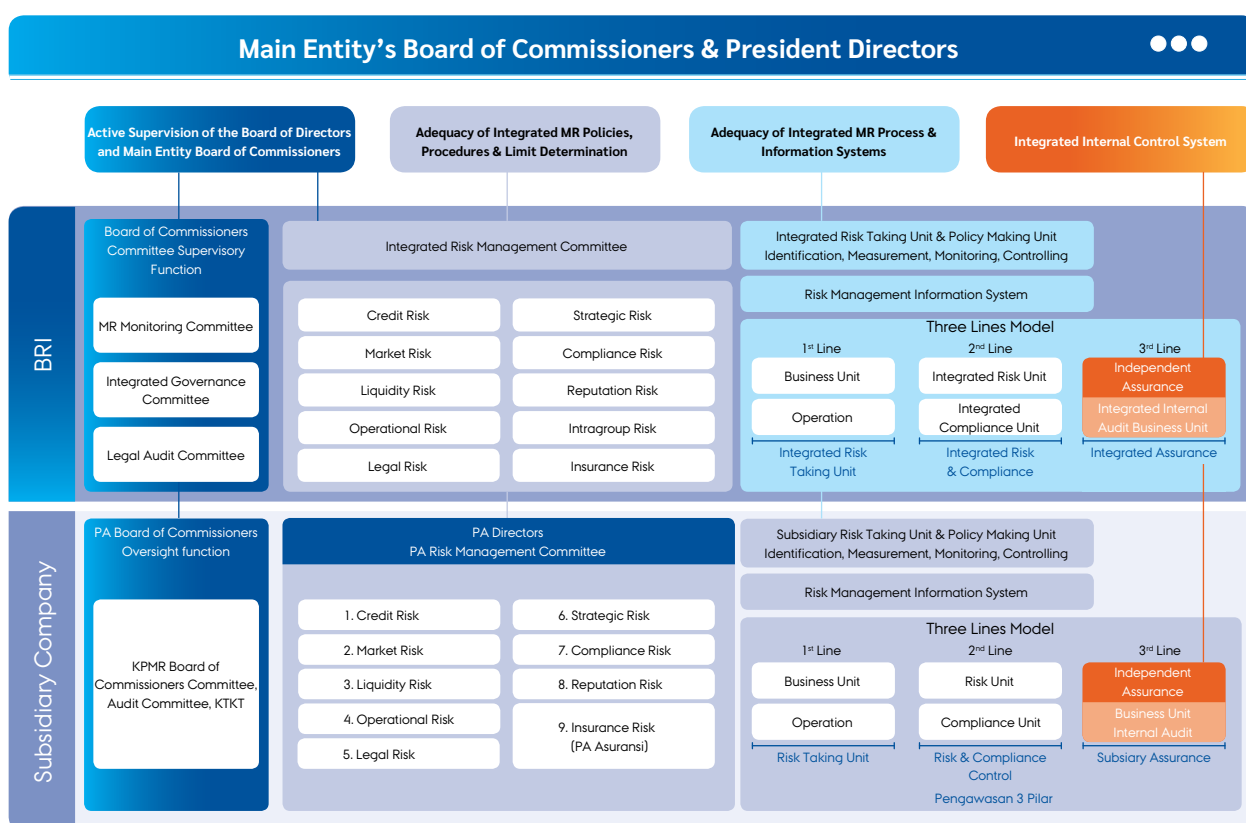 Main Entity's Board of Commissioners & President Directors
Active Supervision of the Board of Directors
and Main Entity Board of Commissioners
Adequacy of Integrated MR Policies,
Procedures & Limit Determination
Adequacy of Integrated MR Process &
Information Systems
Integrated Internal Control System
BRI
Board of Commissioners
Committee Supervisory
Function
MR Monitoring Committee
Integrated Governance
Committee
Legal Audit Committee
Integrated Risk Management Committee
Credit Risk
Market Risk
Liquidity Risk
Operational Risk
Legal Risk
Strategic Risk
Compliance Risk
Reputation Risk
Intragroup Risk
Insurance Risk
Integrated Risk Taking Unit & Policy Making Unit
Identification, Measurement, Monitoring, Controlling
Risk Management Information System
Three Lines Model
1st Line
Business Unit
Operation
Integrated Risk
Taking Unit
2nd Line
Integrated Risk Unit
Integrated
Compliance Unit
Integrated Risk
& Compliance
3rd Line
Independent
Assurance
Integrated Internal
Audit Business Unit
Integrated Assurance
Subsidiary Company
PA Board of Commissioners
Oversight function
KPMR Board of
Commissioners Committee,
Audit Committee, KTKT
PA Directors
PA Risk Management Committee
1. Credit Risk
2. Market Risk
3. Liquidity Risk
4. Operational Risk
5. Legal Risk
6. Strategic Risk
7. Compliance Risk
8. Reputation Risk
9. Insurance Risk
(PA Asuransi)
Subsidiary Risk Taking Unit & Policy Making Unit
Identification, Measurement, Monitoring, Controlling
Risk Management Information System
Three Lines Model
1st Line
Business Unit
Operation
Risk Taking Unit
2nd Line
Risk Unit
Compliance Unit
Risk & Compliance
Control
3rd Line
Independent
Assurance
Business Unit
Internal Audit
Subsiary Assurance
Pengawasan 3 Pilar